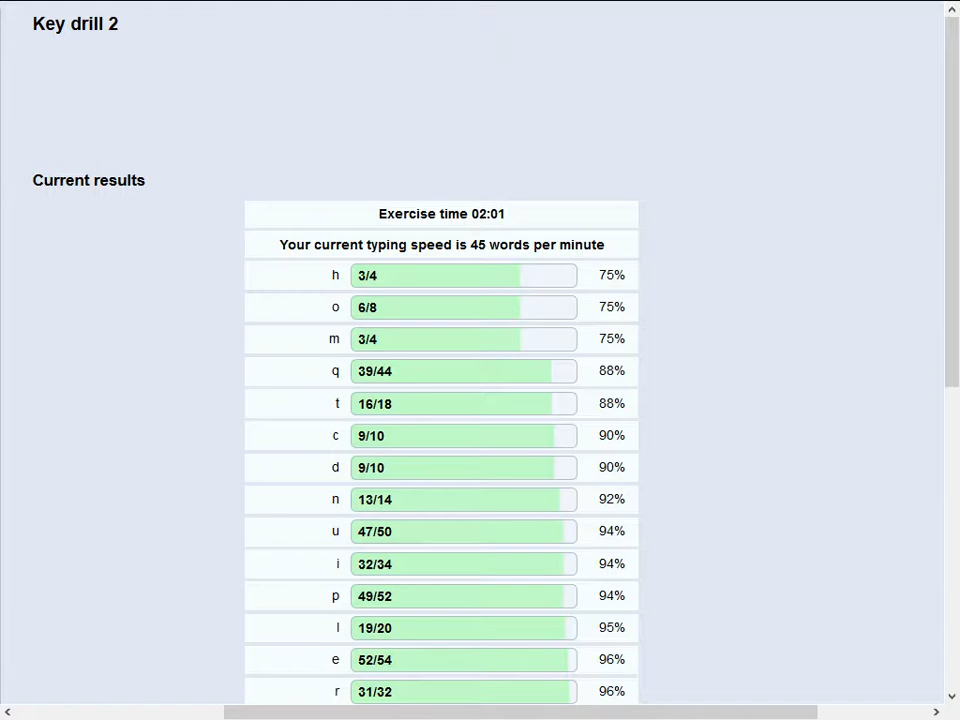 Key drill 2
Current results
Exercise time 02:01
Your current typing speed is 45 words per minute
h 3/4 75%
o 6/8 75%
m 3/4 75%
q 39/44 88%
t 16/18 88%
c 9/10 90%
d 9/10 90%
n 13/14 92%
u 47/50 94%
i 32/34 94%
p 49/52 94%
l 19/20 95%
e 52/54 96%
r 31/32 96%